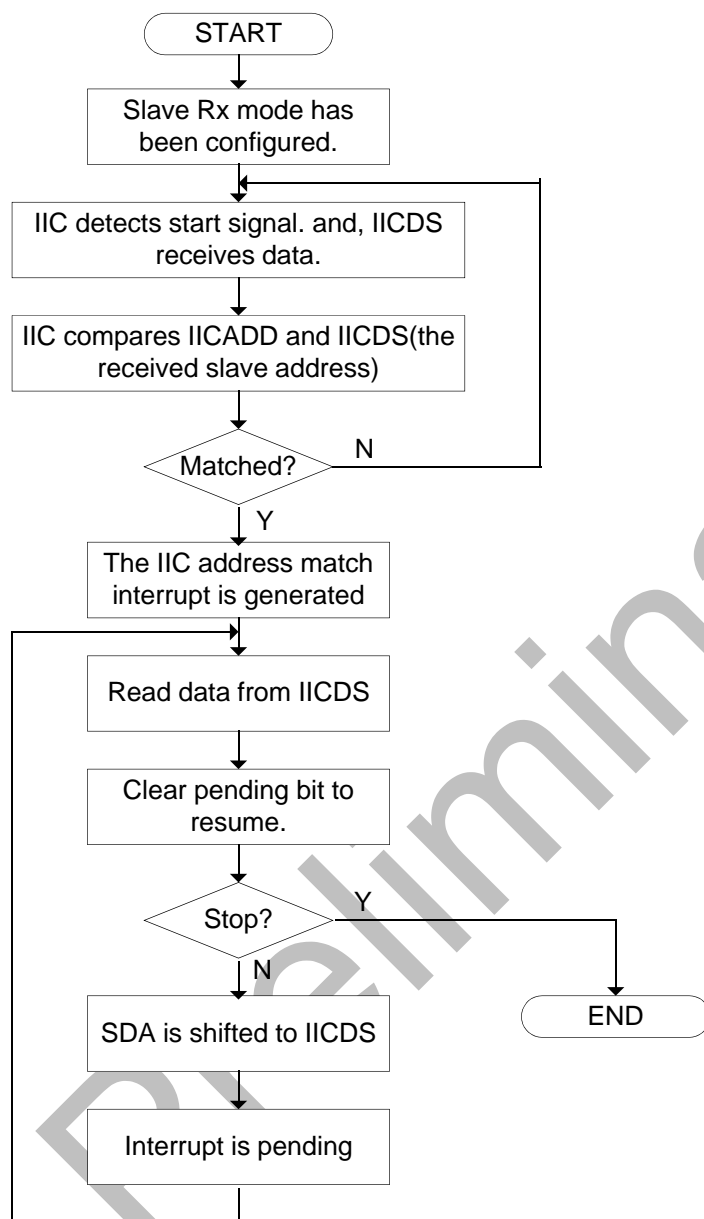 START
Slave Rx mode has
been configured.
IIC detects start signal. and, IICDS
receives data.
IIC compares IICADD and IICDS(the
received slave address)
Matched?
N
Y
The IIC address match
interrupt is generated
Read data from IICDS
Clear pending bit to
resume.
Stop?
Y
N
SDA is shifted to IICDS
END
Interrupt is pending